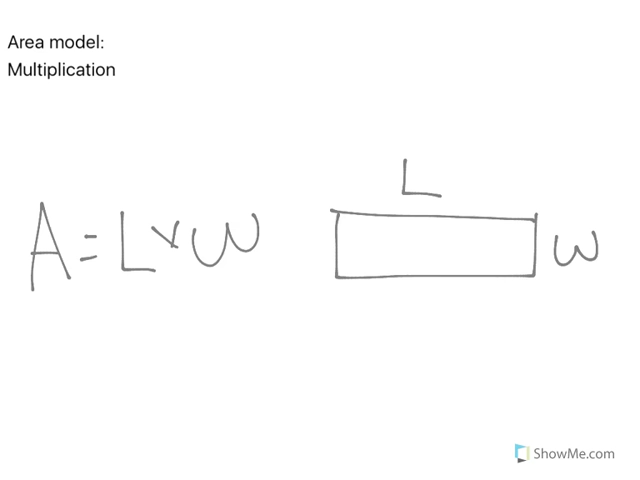 Area model:
Multiplication
L
A = L x W
W
ShowMe.com